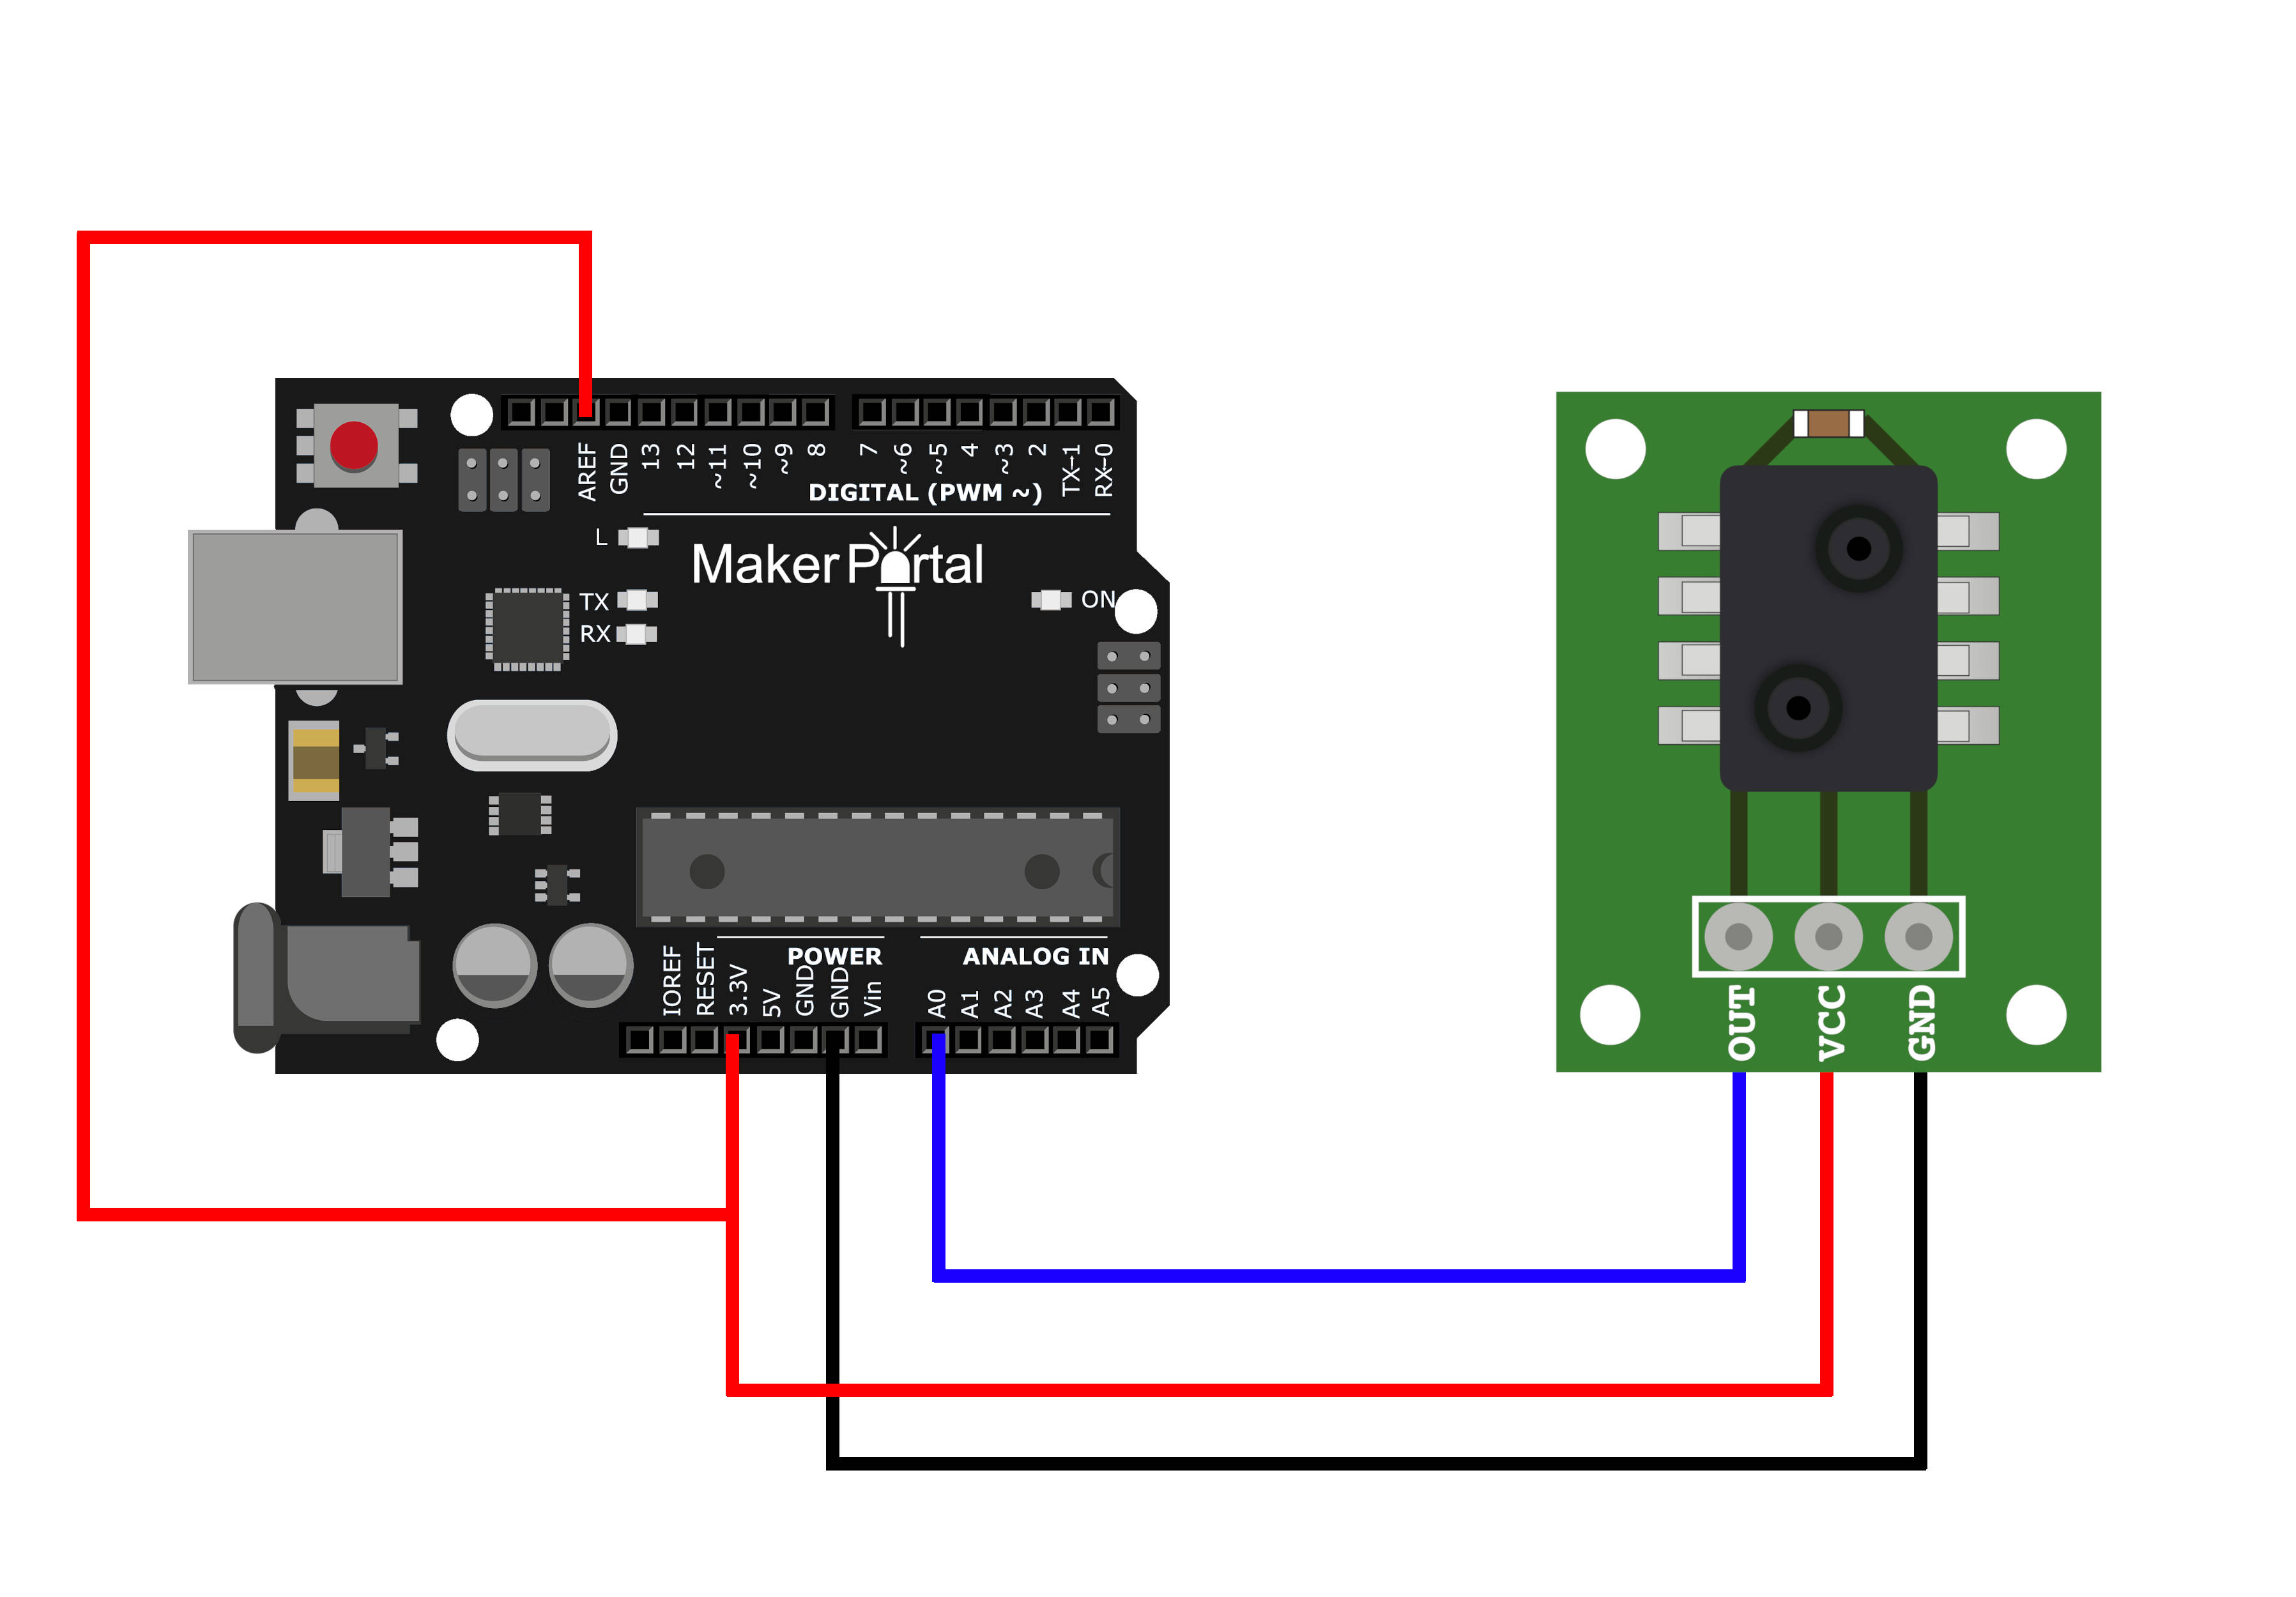 AREF GND 13 12 ~11 ~10 ~9 8 7 ~6 ~5 4 ~3 2 TX→1 RX←0
DIGITAL (PWM ~)
L
MakerPortal
TX
RX
ON
POWER
ANALOG IN
IOREF RESET 3.3V 5V GND GND Vin A0 A1 A2 A3 A4 A5
OUT VCC GND